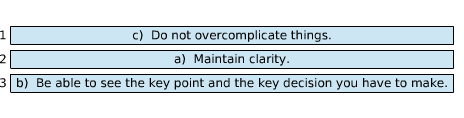 1 c) Do not overcomplicate things.
2 a) Maintain clarity.
3 b) Be able to see the key point and the key decision you have to make.